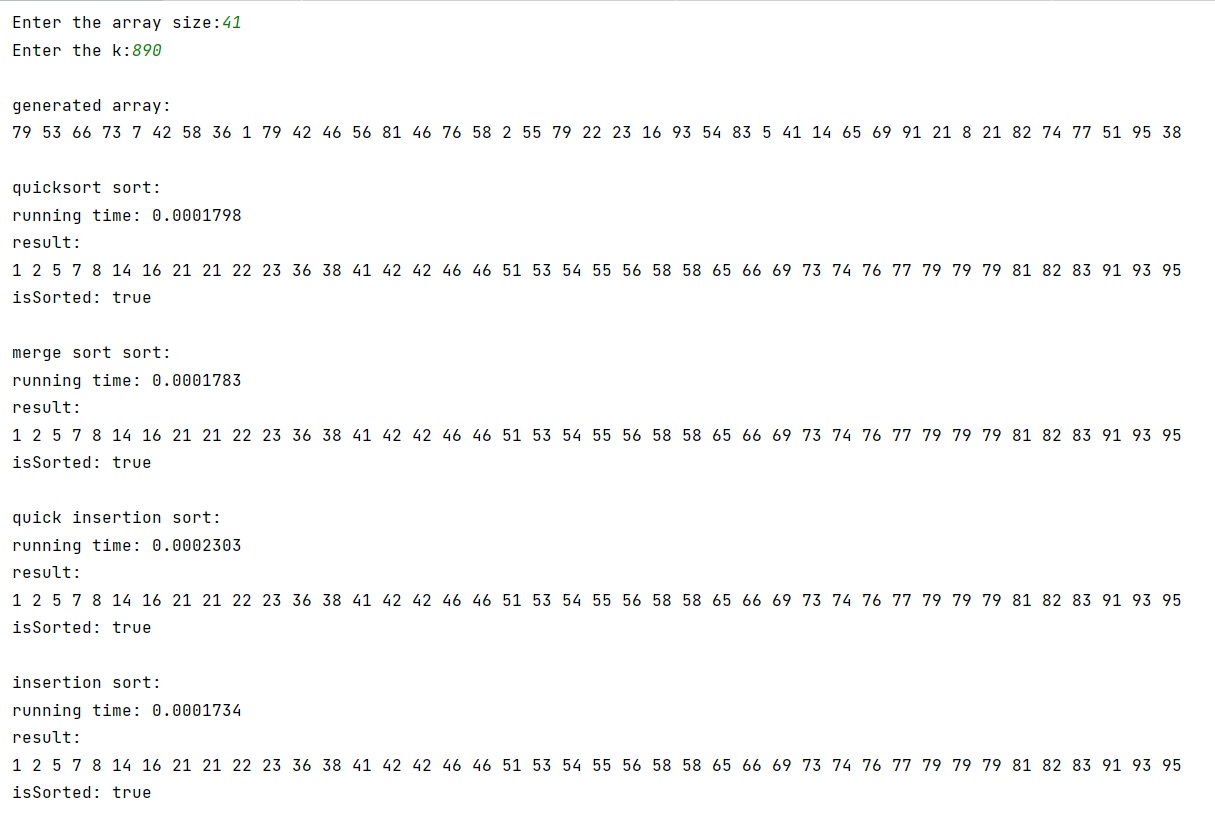 Enter the array size:41
Enter the k:890
generated array:
79 53 66 73 7 42 58 36 1 79 42 46 56 81 46 76 58 2 55 79 22 23 16 93 54 83 5 41 14 65 69 91 21 8 21 82 74 77 51 95 38
quicksort sort:
running time: 0.0001798
result:
1 2 5 7 8 14 16 21 21 22 23 36 38 41 42 42 46 46 51 53 54 55 56 58 58 65 66 69 73 74 76 77 79 79 79 81 82 83 91 93 95
isSorted: true
merge sort sort:
running time: 0.0001783
result:
1 2 5 7 8 14 16 21 21 22 23 36 38 41 42 42 46 46 51 53 54 55 56 58 58 65 66 69 73 74 76 77 79 79 79 81 82 83 91 93 95
isSorted: true
quick insertion sort:
running time: 0.0002303
result:
1 2 5 7 8 14 16 21 21 22 23 36 38 41 42 42 46 46 51 53 54 55 56 58 58 65 66 69 73 74 76 77 79 79 79 81 82 83 91 93 95
isSorted: true
insertion sort:
running time: 0.0001734
result:
1 2 5 7 8 14 16 21 21 22 23 36 38 41 42 42 46 46 51 53 54 55 56 58 58 65 66 69 73 74 76 77 79 79 79 81 82 83 91 93 95
isSorted: true